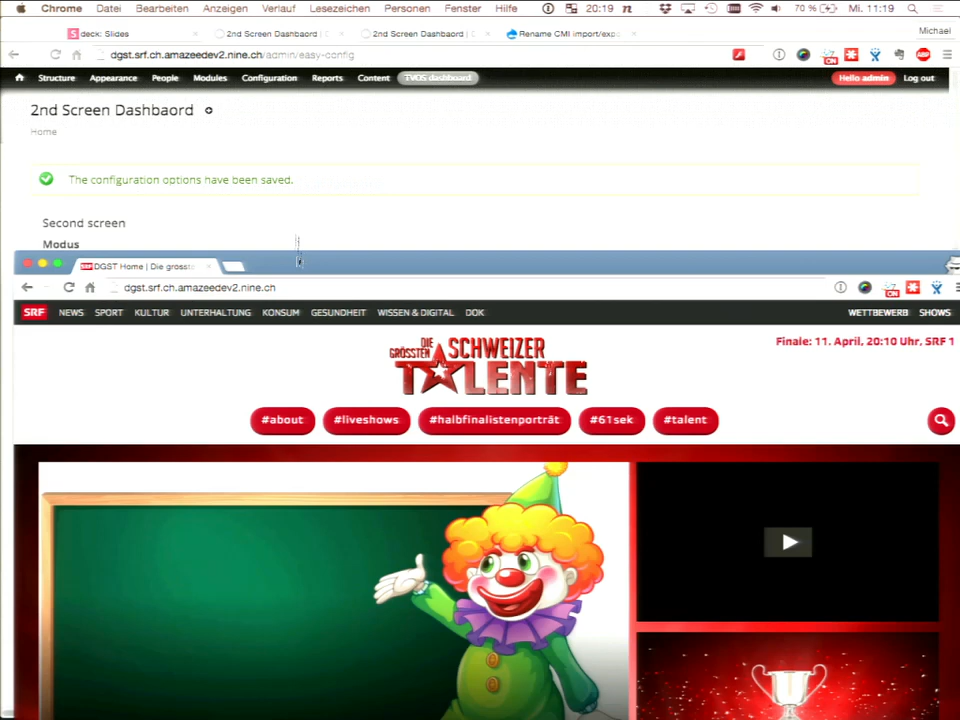 Chrome Datei Bearbeiten Anzeigen Verlauf Lesezeichen Personen Fenster Hilfe 20:19 70 % Mi. 11:19
deck: Slides 2nd Screen Dashboard | 2nd Screen Dashboard | Rename CMI import/expo Michael
dgst.srf.ch.amazeedev2.nine.ch/admin/easy-config
Structure Appearance People Modules Configuration Reports Content TVOS dashboard Hello admin Log out
2nd Screen Dashbaord
Home
The configuration options have been saved.
Second screen
Modus
SRF DGST Home | Die grösste
dgst.srf.ch.amazeedev2.nine.ch
SRF NEWS SPORT KULTUR UNTERHALTUNG KONSUM GESUNDHEIT WISSEN & DIGITAL DOK WETTBEWERB SHOWS
Finale: 11. April, 20:10 Uhr, SRF 1
DIE GRÖSSTEN SCHWEIZER
TALENTE
#about #liveshows #halbfinalistenporträt #61sek #talent